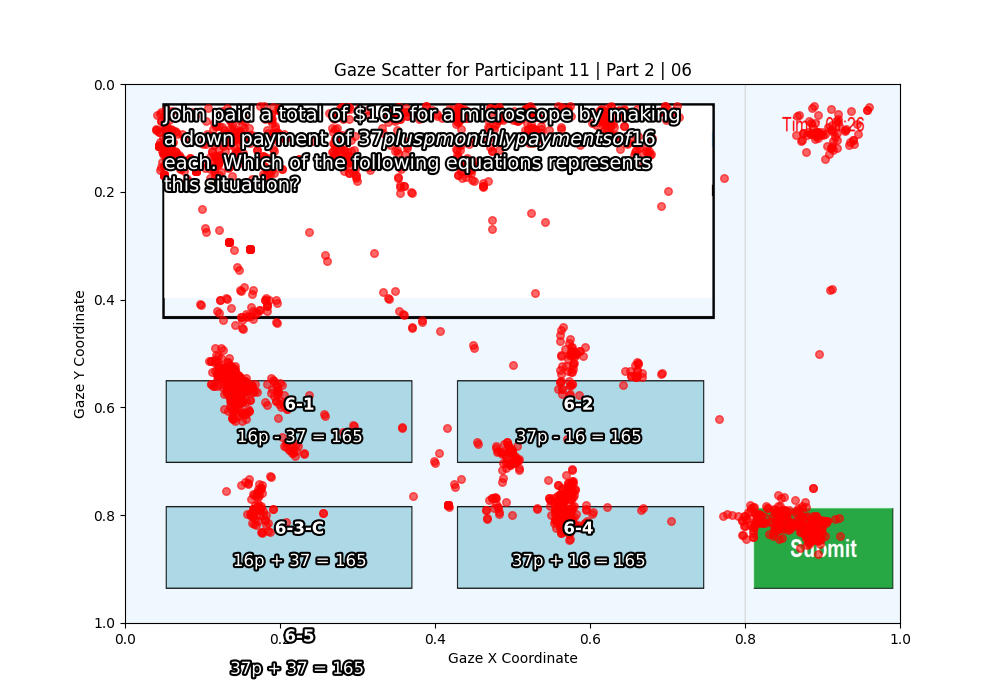 Gaze Scatter for Participant 11 | Part 2 | 06
John paid a total of $165 for a microscope by making
a down payment of 37pluspmonthlypaymentsof16
each. Which of the following equations represents
this situation?
6-1
16p - 37 = 165
6-2
37p - 16 = 165
6-3-C
16p + 37 = 165
6-4
37p + 16 = 165
Submit
6-5
37p + 37 = 165
Gaze Y Coordinate
0.0
0.2
0.4
0.6
0.8
1.0
0.0
0.2
0.4
0.6
0.8
1.0
Gaze X Coordinate